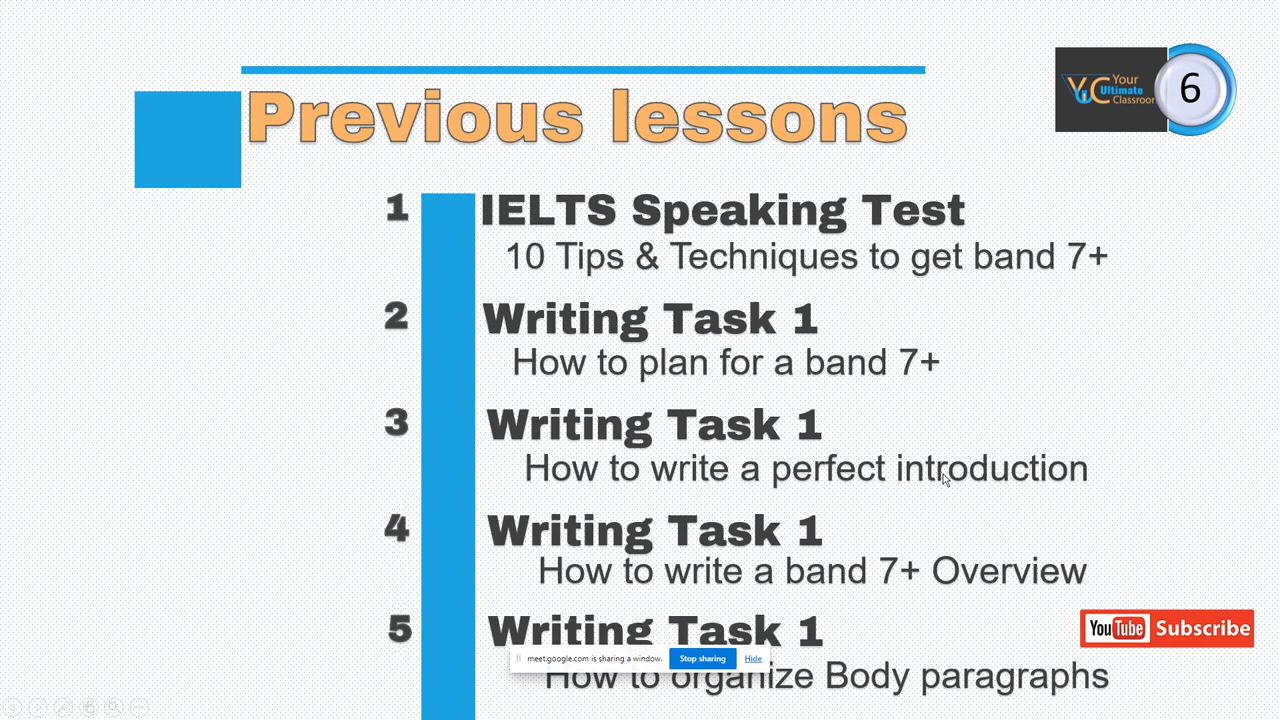 6
Your
Ultimate
Classroom
Previous lessons
1 IELTS Speaking Test
10 Tips & Techniques to get band 7+
2 Writing Task 1
How to plan for a band 7+
3 Writing Task 1
How to write a perfect introduction
4 Writing Task 1
How to write a band 7+ Overview
5 Writing Task 1
YouTube Subscribe
meet.google.com is sharing a window. Stop sharing Hide
How to organize Body paragraphs